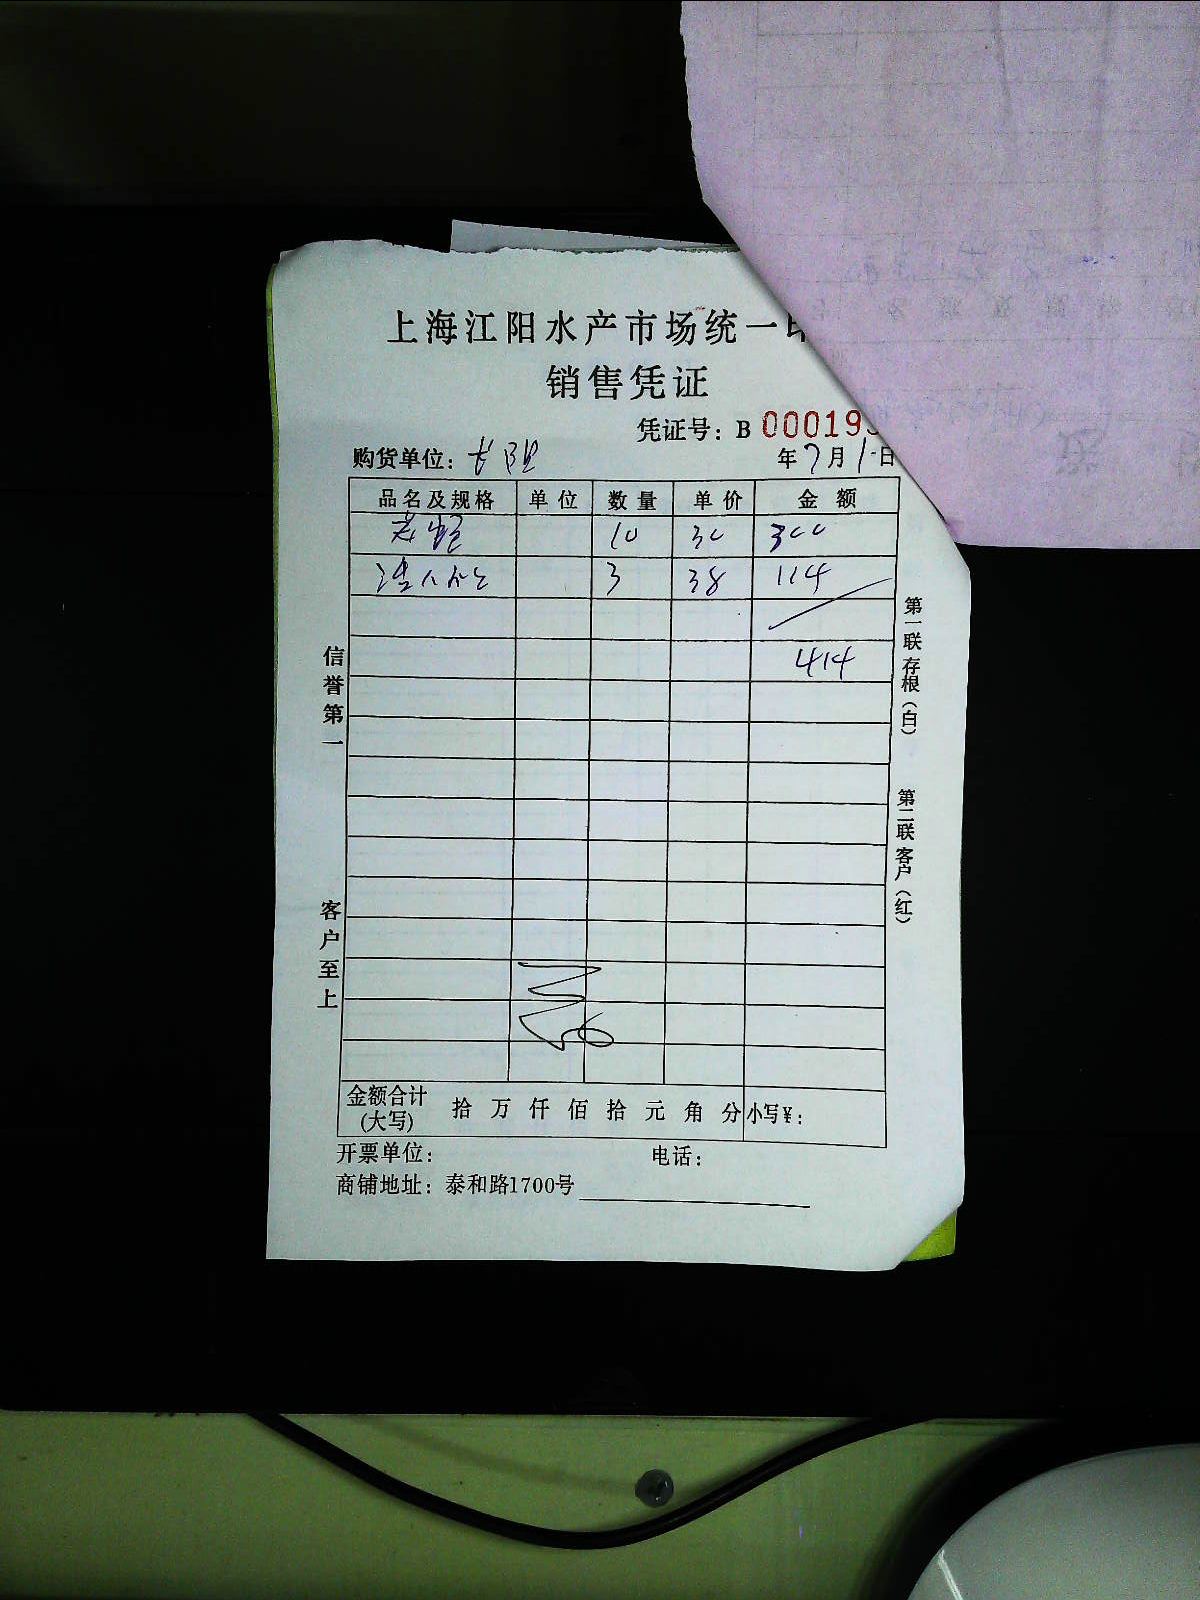 上海江阳水产市场统一印
销售凭证
凭证号：B 000195
购货单位： 年7月1日
品名及规格 单位 数量 单价 金额
10 30 300
3 38 114
414
信誉第一
客户至上
第一联存根（白）
第二联客户（红）
金额合计(大写) 拾 万 仟 佰 拾 元 角 分 小写¥：
开票单位： 电话：
商铺地址：泰和路1700号